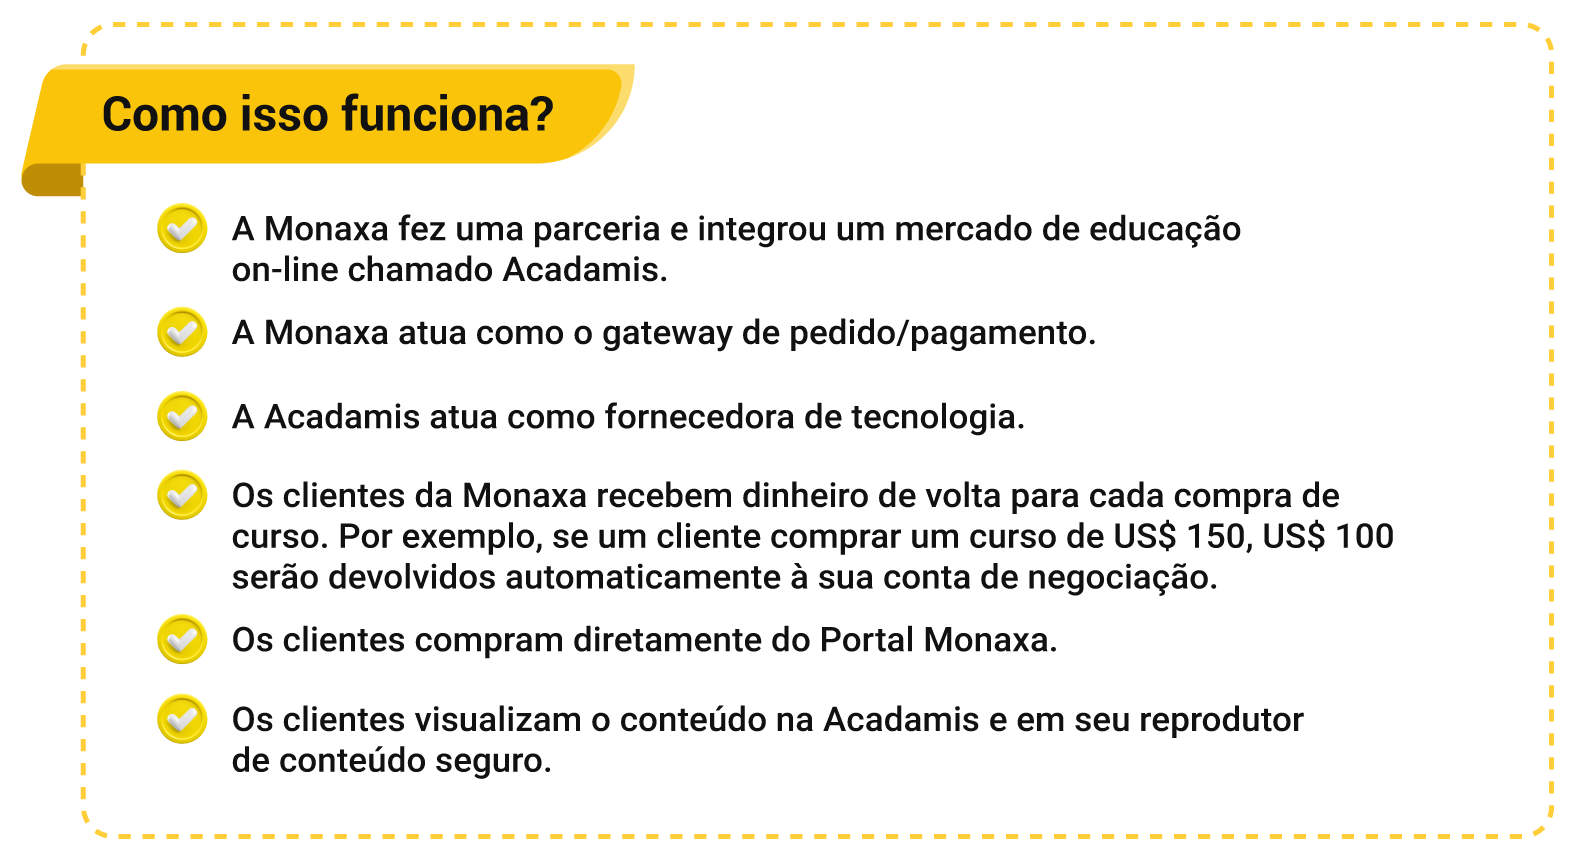 Como isso funciona?
A Monaxa fez uma parceria e integrou um mercado de educação
on-line chamado Acadamis.
A Monaxa atua como o gateway de pedido/pagamento.
A Acadamis atua como fornecedora de tecnologia.
Os clientes da Monaxa recebem dinheiro de volta para cada compra de
curso. Por exemplo, se um cliente comprar um curso de US$ 150, US$ 100
serão devolvidos automaticamente à sua conta de negociação.
Os clientes compram diretamente do Portal Monaxa.
Os clientes visualizam o conteúdo na Acadamis e em seu reprodutor
de conteúdo seguro.